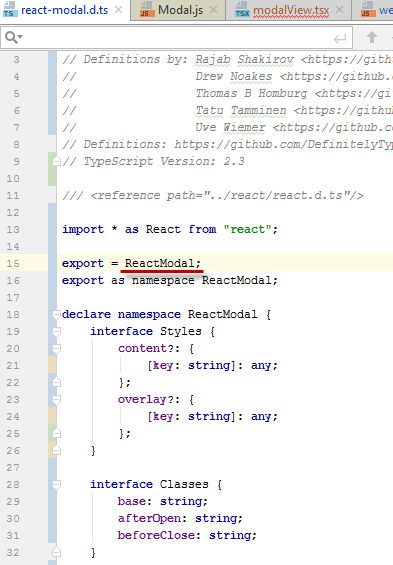 react-modal.d.ts
Modal.js
modalView.tsx
we
3 // Definitions by: Rajab Shakirov <https://githu
4 // Drew Noakes <https://github.c
5 // Thomas B Homburg <https://gi
6 // Tatu Tamminen <https://githu
7 // Uwe Wiemer <https://github.co
8 // Definitions: https://github.com/DefinitelyTy
9 // TypeScript Version: 2.3
10
11 /// <reference path="../react/react.d.ts"/>
12
13 import * as React from "react";
14
15 export = ReactModal;
16 export as namespace ReactModal;
17
18 declare namespace ReactModal {
19 interface Styles {
20 content?: {
21 [key: string]: any;
22 };
23 overlay?: {
24 [key: string]: any;
25 };
26 }
27
28 interface Classes {
29 base: string;
30 afterOpen: string;
31 beforeClose: string;
32 }